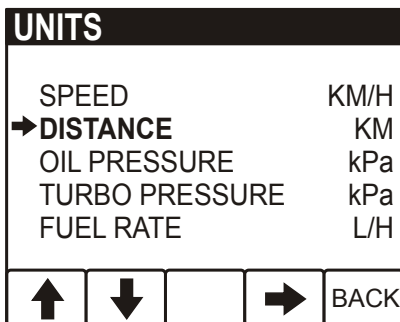 UNITS
SPEED KM/H
DISTANCE KM
OIL PRESSURE kPa
TURBO PRESSURE kPa
FUEL RATE L/H
BACK